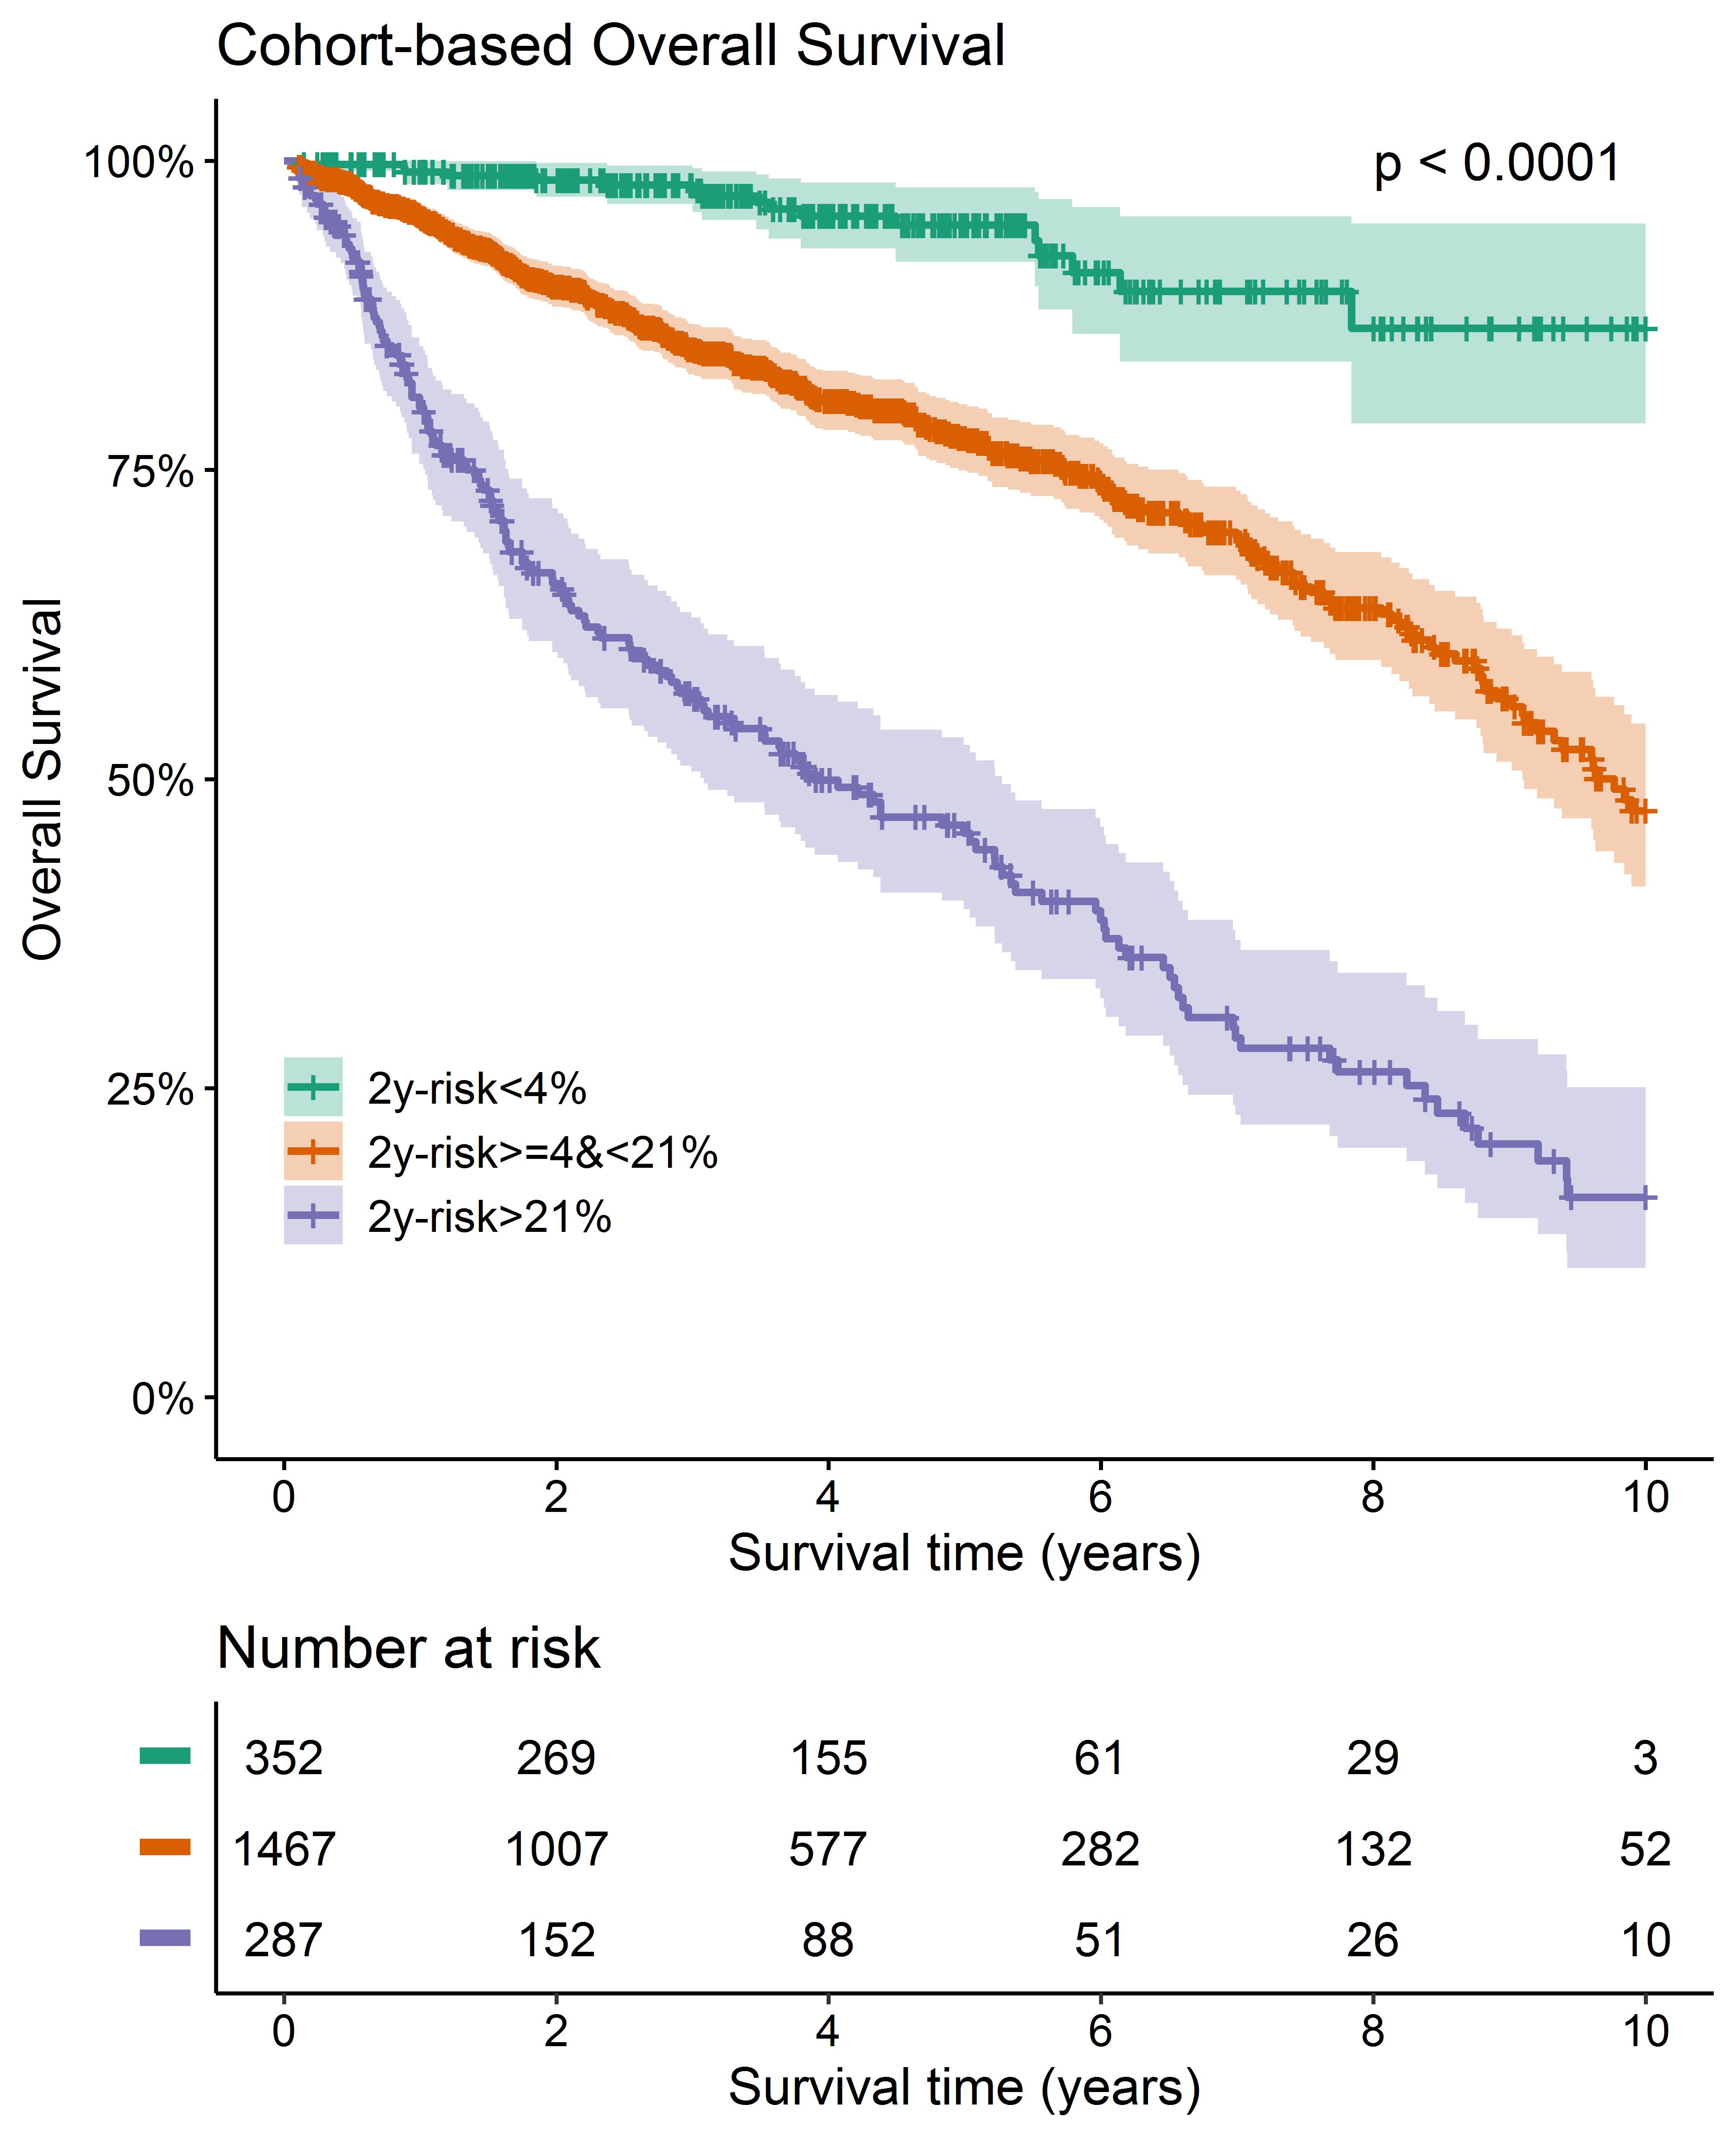 Cohort-based Overall Survival
p < 0.0001
100%
75%
50%
25%
0%
Overall Survival
2y-risk<4%
2y-risk>=4&<21%
2y-risk>21%
0 2 4 6 8 10
Survival time (years)
Number at risk
352 269 155 61 29 3
1467 1007 577 282 132 52
287 152 88 51 26 10
0 2 4 6 8 10
Survival time (years)